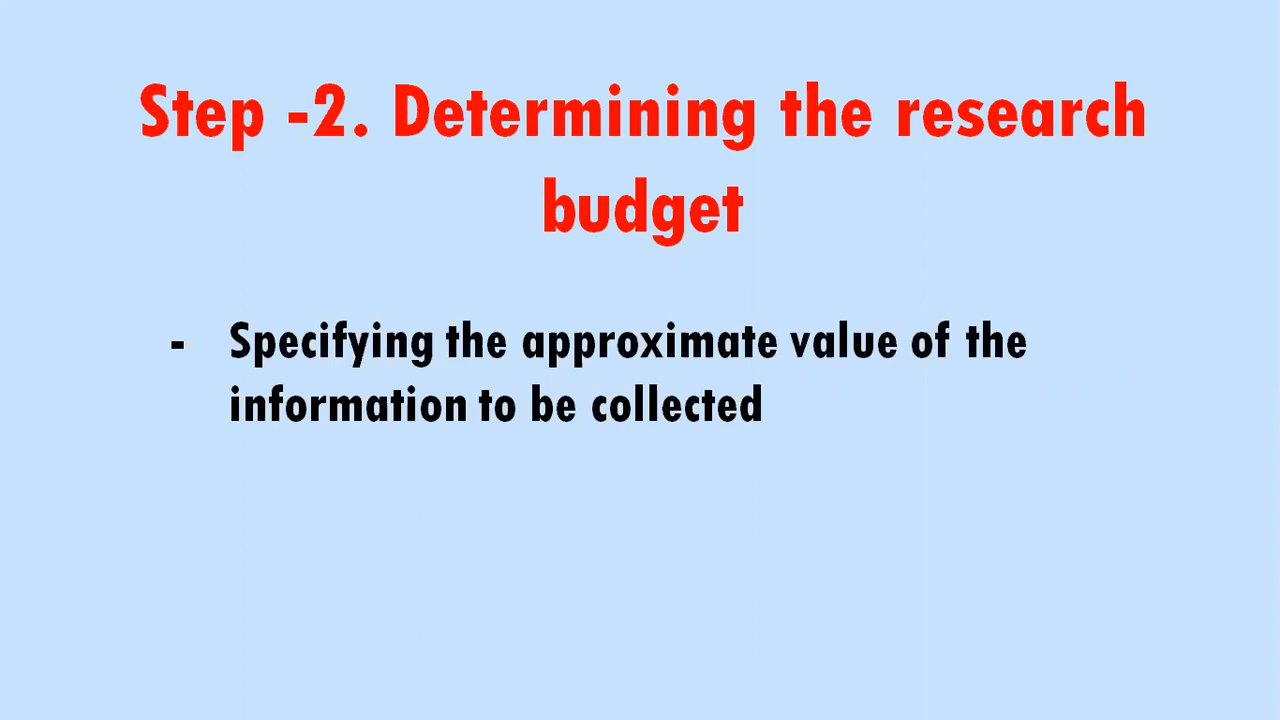 Step -2. Determining the research
budget
- Specifying the approximate value of the
information to be collected